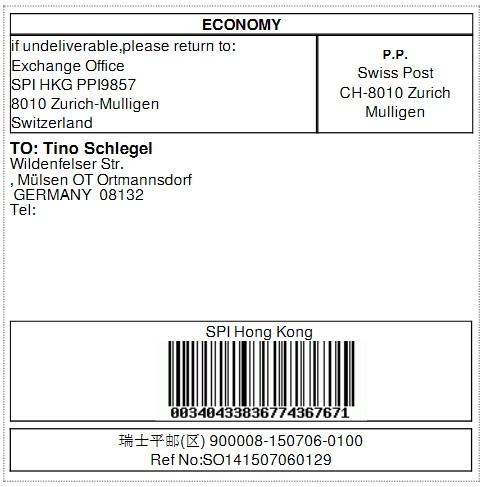 ECONOMY
if undeliverable,please return to:
Exchange Office
SPI HKG PPI9857
8010 Zurich-Mulligen
Switzerland
P.P.
Swiss Post
CH-8010 Zurich
Mulligen
TO: Tino Schlegel
Wildenfelser Str.
, Mülsen OT Ortmannsdorf
GERMANY 08132
Tel:
SPI Hong Kong
00340433836774367671
瑞士平邮(区) 900008-150706-0100
Ref No:SO141507060129